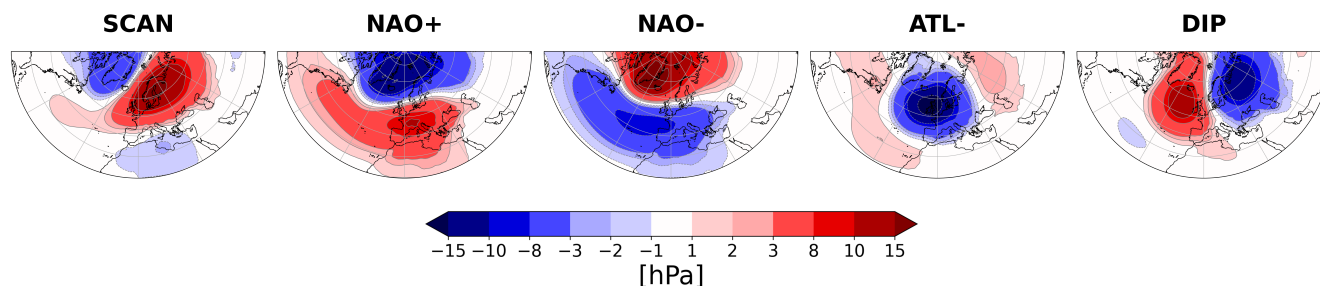 SCAN NAO+ NAO- ATL- DIP
−15 −10 −8 −3 −2 −1 1 2 3 8 10 15
[hPa]